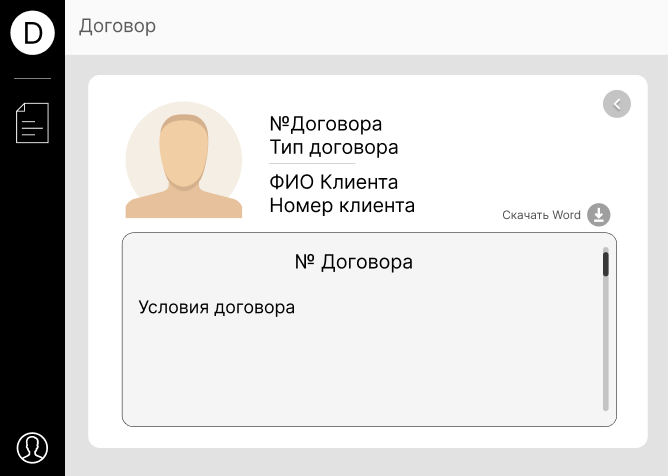 D
Договор
№Договора
Тип договора
ФИО Клиента
Номер клиента
Скачать Word
№ Договора
Условия договора